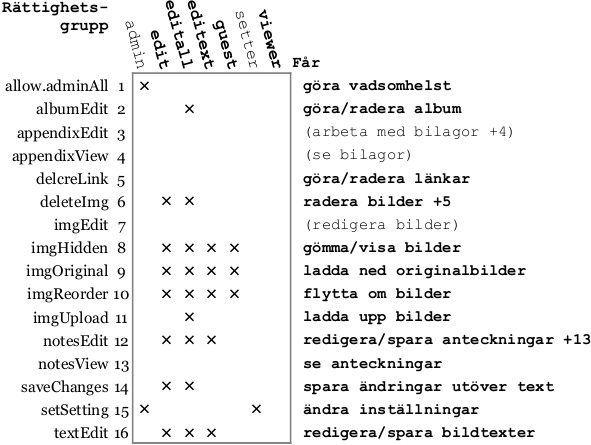 Rättighets-
grupp
admin edit editall editext guest setter viewer Får
allow.adminAll 1 × göra vadsomhelst
albumEdit 2 × göra/radera album
appendixEdit 3 (arbeta med bilagor +4)
appendixView 4 (se bilagor)
delcreLink 5 göra/radera länkar
deleteImg 6 × × radera bilder +5
imgEdit 7 (redigera bilder)
imgHidden 8 × × × × gömma/visa bilder
imgOriginal 9 × × × × ladda ned originalbilder
imgReorder 10 × × × × flytta om bilder
imgUpload 11 × ladda upp bilder
notesEdit 12 × × × redigera/spara anteckningar +13
notesView 13 se anteckningar
saveChanges 14 × × spara ändringar utöver text
setSetting 15 × × ändra inställningar
textEdit 16 × × × redigera/spara bildtexter